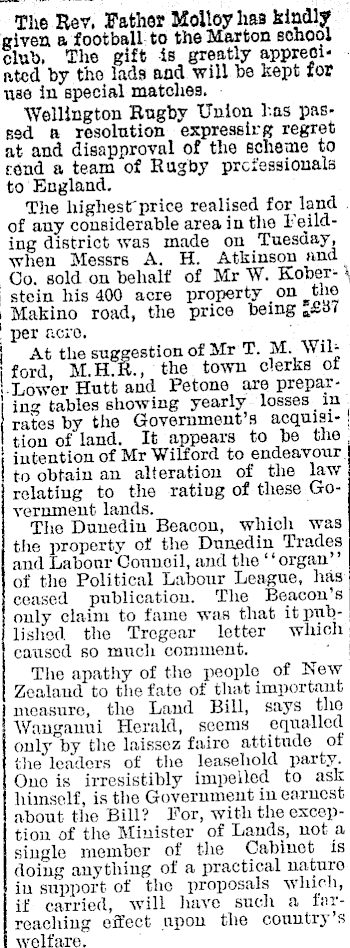 The Rev. Father Molloy has kindly
given a football to the Marton school
club. The gift is greatly appreci-
ated by the lads and will be kept for
use in special matches.
Wellington Rugby Union has pas-
sed a resolution expressing regret
at and disapproval of the scheme to
send a team of Rugby professionals
to England.
The highest price realised for land
of any considerable area in the Feild-
ing district was made on Tuesday,
when Messrs A. H. Atkinson and
Co. sold on behalf of Mr W. Kober-
stein his 400 acre property on the
Makino road, the price being £37
per acre.
At the suggestion of Mr T. M. Wil-
ford, M.H.R., the town clerks of
Lower Hutt and Petone are prepar-
ing tables showing yearly losses in
rates by the Government's acquisi-
tion of land. It appears to be the
intention of Mr Wilford to endeavour
to obtain an alteration of the law
relating to the rating of these Go-
vernment lands.
The Dunedin Beacon, which was
the property of the Dunedin Trades
and Labour Council, and the "organ"
of the Political Labour League, has
ceased publication. The Beacon's
only claim to fame was that it pub-
lished the Tregear letter which
caused so much comment.
The apathy of the people of New
Zealand to the fate of that important
measure, the Land Bill, says the
Wanganui Herald, seems equalled
only by the laissez faire attitude of
the leaders of the leasehold party.
One is irresistibly impelled to ask
himself, is the Government in earnest
about the Bill? For, with the excep-
tion of the Minister of Lands, not a
single member of the Cabinet is
doing anything of a practical nature
in support of the proposals which,
if carried, will have such a far-
reaching effect upon the country's
welfare.